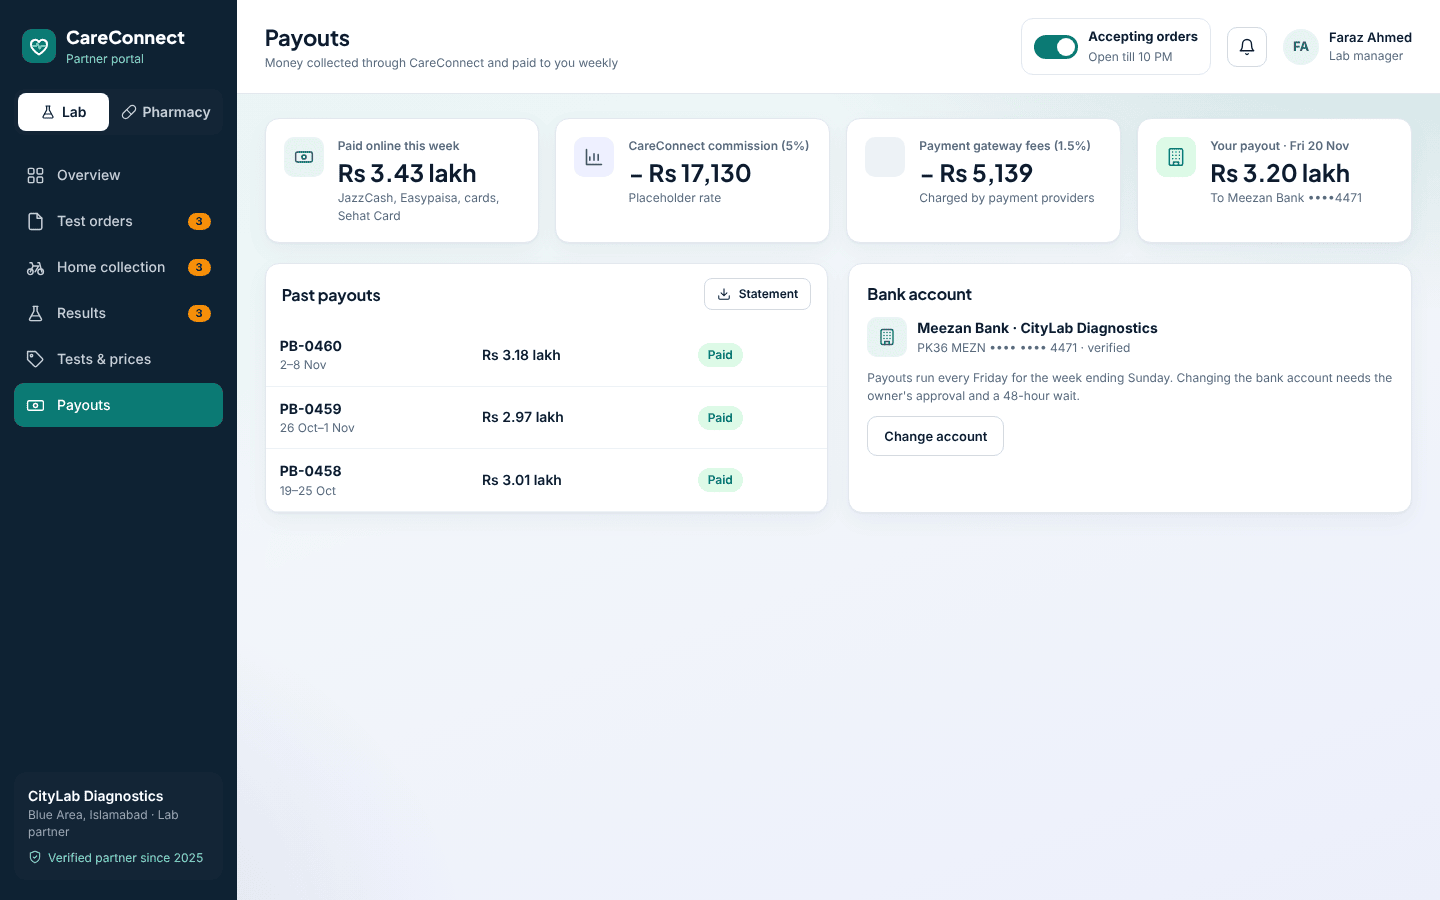 CareConnect
Partner portal
Lab
Pharmacy
Overview
Test orders 3
Home collection 3
Results 3
Tests & prices
Payouts
CityLab Diagnostics
Blue Area, Islamabad · Lab
partner
Verified partner since 2025
Payouts
Money collected through CareConnect and paid to you weekly
Accepting orders
Open till 10 PM
FA
Faraz Ahmed
Lab manager
Paid online this week
Rs 3.43 lakh
JazzCash, Easypaisa, cards,
Sehat Card
CareConnect commission (5%)
– Rs 17,130
Placeholder rate
Payment gateway fees (1.5%)
– Rs 5,139
Charged by payment providers
Your payout · Fri 20 Nov
Rs 3.20 lakh
To Meezan Bank ••••4471
Past payouts
Statement
PB-0460
2–8 Nov
Rs 3.18 lakh
Paid
PB-0459
26 Oct–1 Nov
Rs 2.97 lakh
Paid
PB-0458
19–25 Oct
Rs 3.01 lakh
Paid
Bank account
Meezan Bank · CityLab Diagnostics
PK36 MEZN •••• •••• 4471 · verified
Payouts run every Friday for the week ending Sunday. Changing the bank account needs the
owner's approval and a 48-hour wait.
Change account